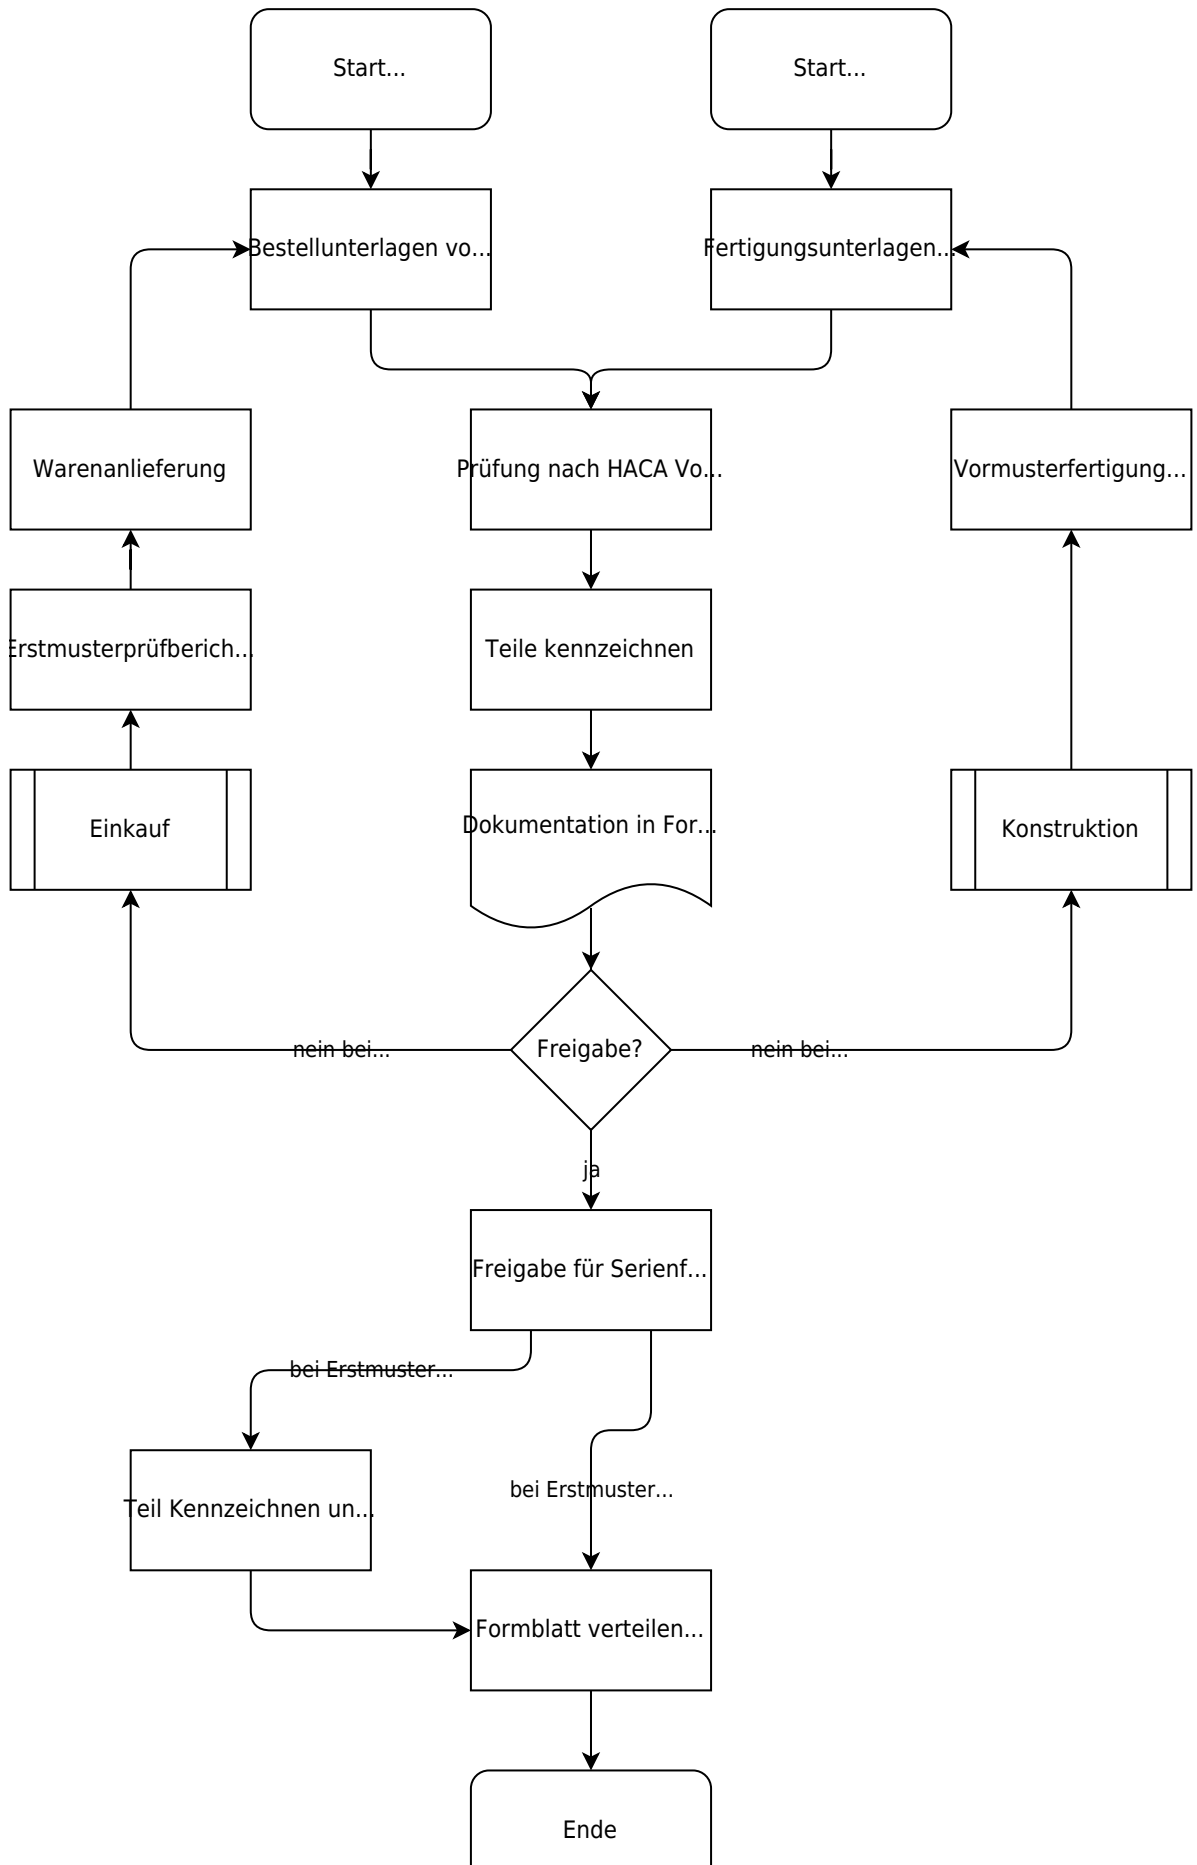 Start...
Start...
Bestellunterlagen vo...
Fertigungsunterlagen...
Warenanlieferung
Prüfung nach HACA Vo...
Vormusterfertigung...
Erstmusterprüfberich...
Teile kennzeichnen
Einkauf
Dokumentation in For...
Konstruktion
nein bei...
Freigabe?
nein bei...
ja
Freigabe für Serienf...
bei Erstmuster...
bei Erstmuster...
Teil Kennzeichnen un...
Formblatt verteilen...
Ende